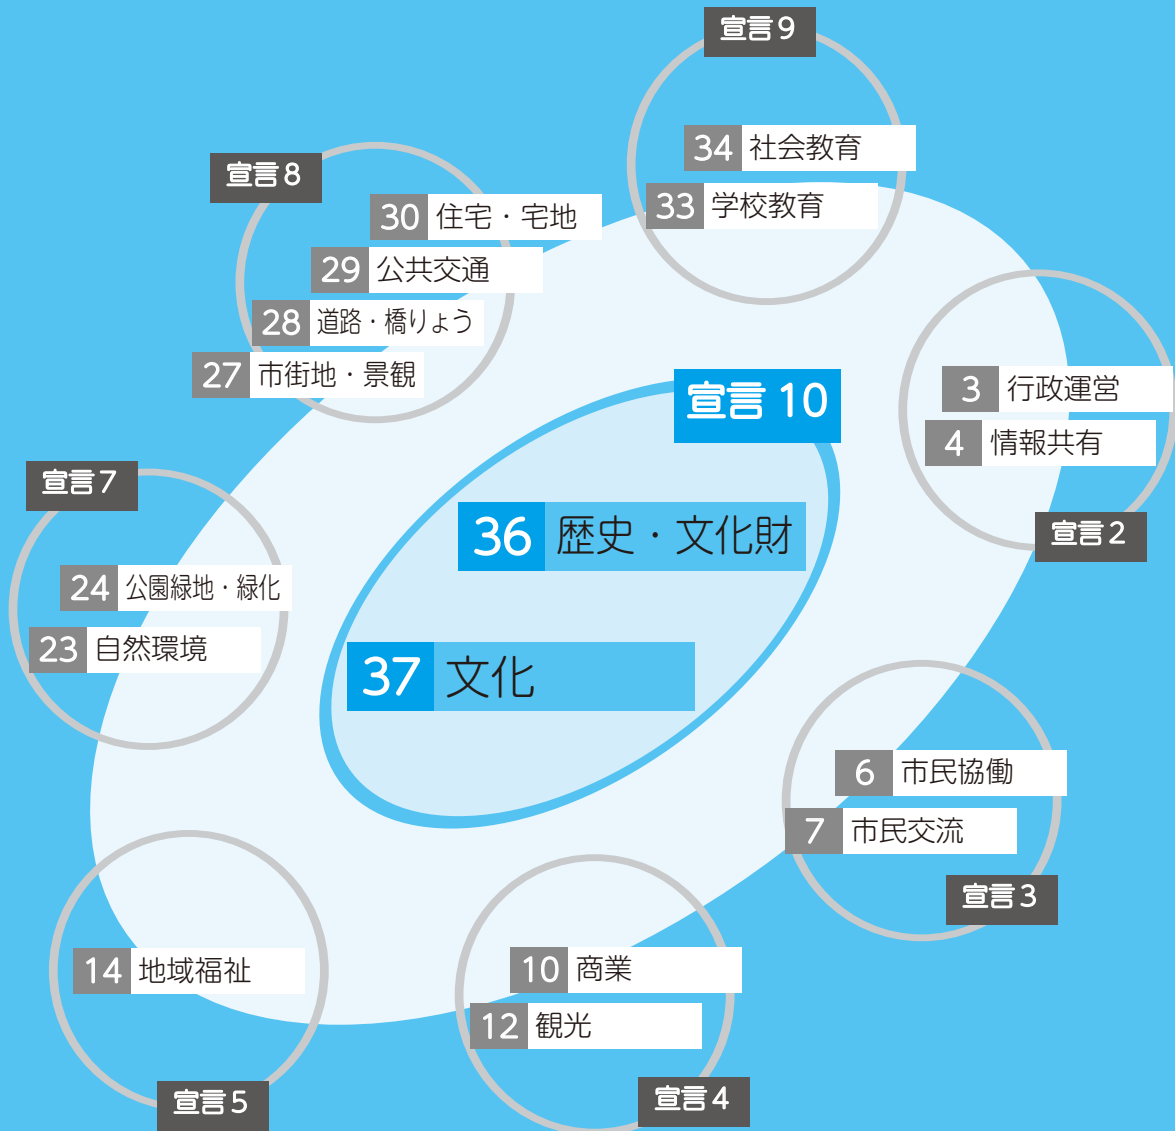 宣言9
34 社会教育
33 学校教育
宣言8
30 住宅・宅地
29 公共交通
28 道路・橋りょう
27 市街地・景観
宣言 10
36 歴史・文化財
37 文化
3 行政運営
4 情報共有
宣言2
宣言7
24 公園緑地・緑化
23 自然環境
6 市民協働
7 市民交流
宣言3
14 地域福祉
宣言5
10 商業
12 観光
宣言4